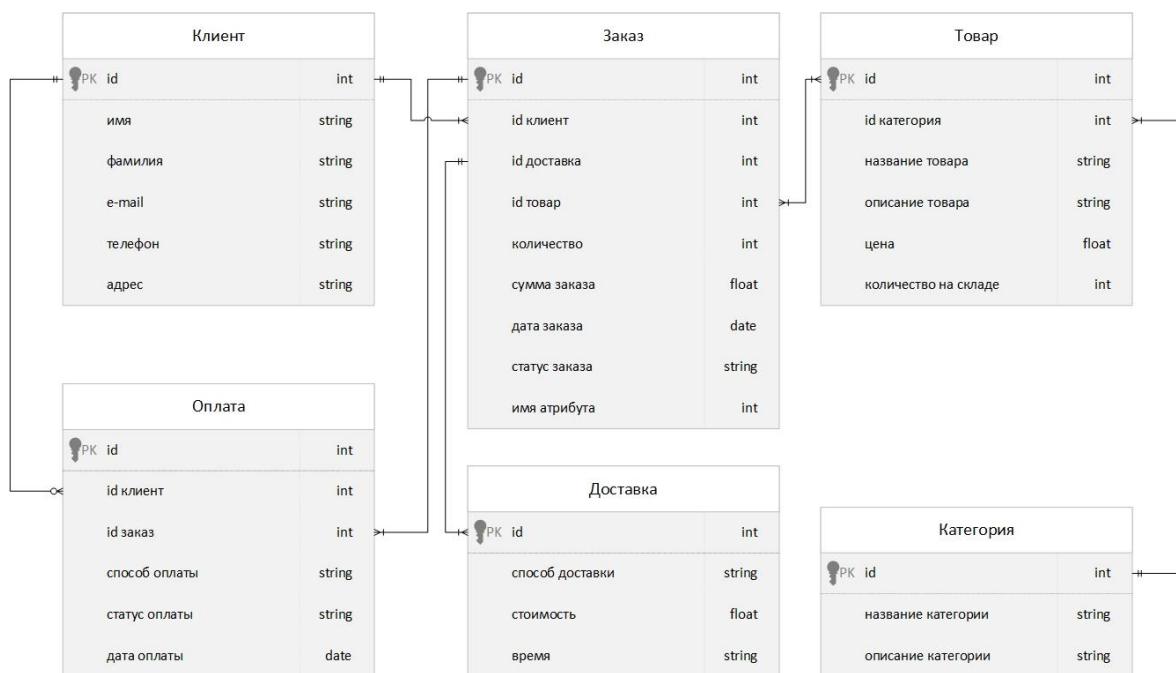 Клиент
PK id int
имя string
фамилия string
e-mail string
телефон string
адрес string
Заказ
PK id int
id клиент int
id доставка int
id товар int
количество int
сумма заказа float
дата заказа date
статус заказа string
имя атрибута int
Товар
PK id int
id категория int
название товара string
описание товара string
цена float
количество на складе int
Оплата
PK id int
id клиент int
id заказ int
способ оплаты string
статус оплаты string
дата оплаты date
Доставка
PK id int
способ доставки string
стоимость float
время string
Категория
PK id int
название категории string
описание категории string